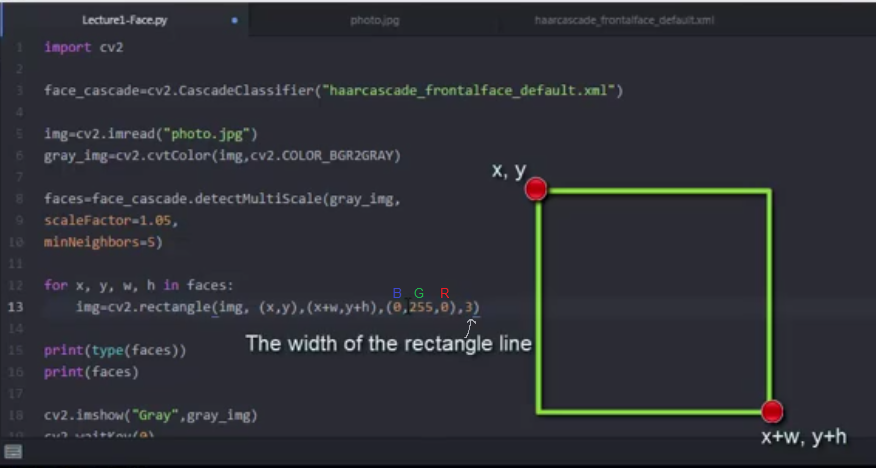 Lecture1-Face.py photo.jpg haarcascade_frontalface_default.xml
1 import cv2
2
3 face_cascade=cv2.CascadeClassifier("haarcascade_frontalface_default.xml")
4
5 img=cv2.imread("photo.jpg")
6 gray_img=cv2.cvtColor(img,cv2.COLOR_BGR2GRAY)
7
x, y
8 faces=face_cascade.detectMultiScale(gray_img,
9 scaleFactor=1.05,
10 minNeighbors=5)
11
12 for x, y, w, h in faces:
B G R
13 img=cv2.rectangle(img, (x,y),(x+w,y+h),(0,255,0),3)
14
The width of the rectangle line
15 print(type(faces))
16 print(faces)
17
18 cv2.imshow("Gray",gray_img)
x+w, y+h
19 cv2.waitKey(0)